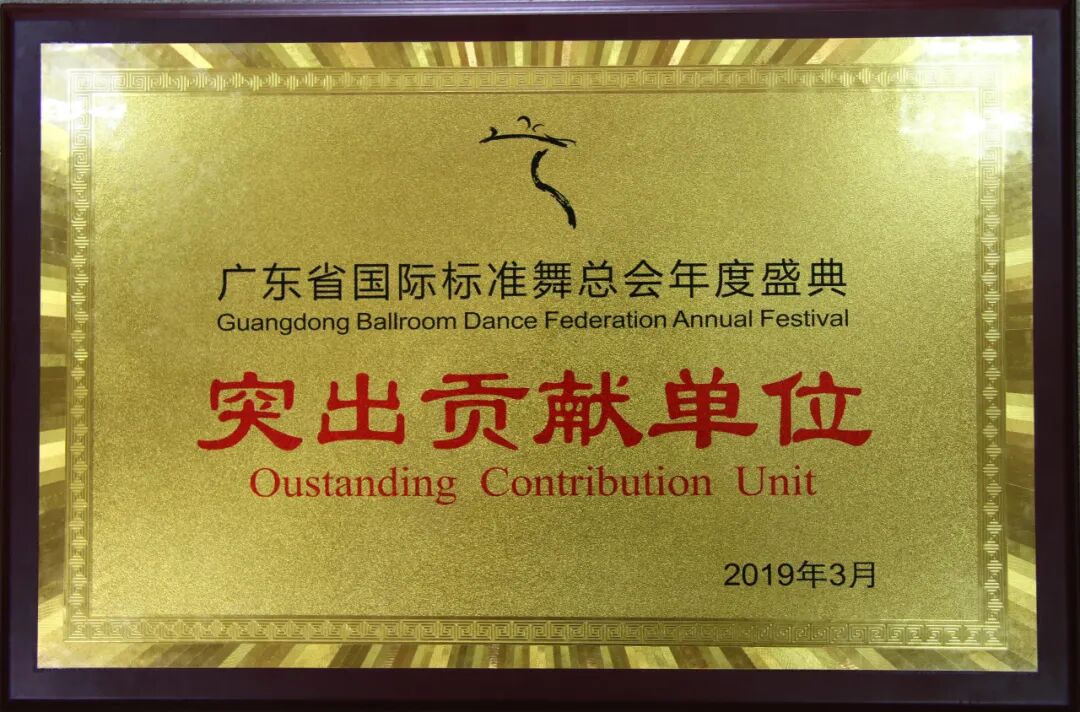 广东省国际标准舞总会年度盛典
Guangdong Ballroom Dance Federation Annual Festival
突出贡献单位
Oustanding Contribution Unit
2019年3月